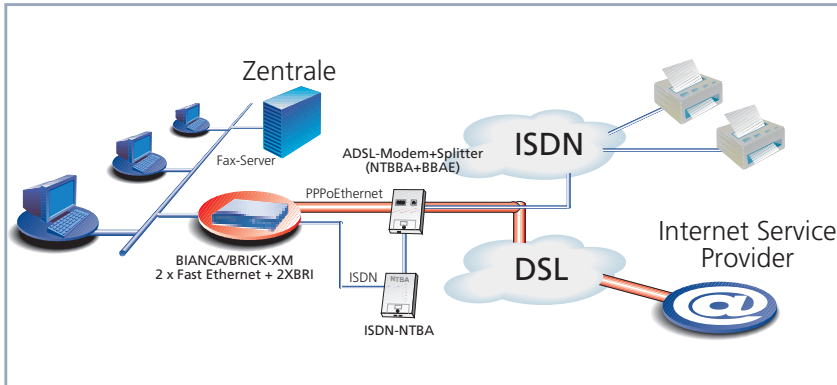 Zentrale
Fax-Server
ADSL-Modem+Splitter
(NTBBA+BBAE)
ISDN
PPPoEthernet
BIANCA/BRICK-XM
2 x Fast Ethernet + 2XBRI
ISDN
NTBA
ISDN-NTBA
DSL
Internet Service
Provider
@